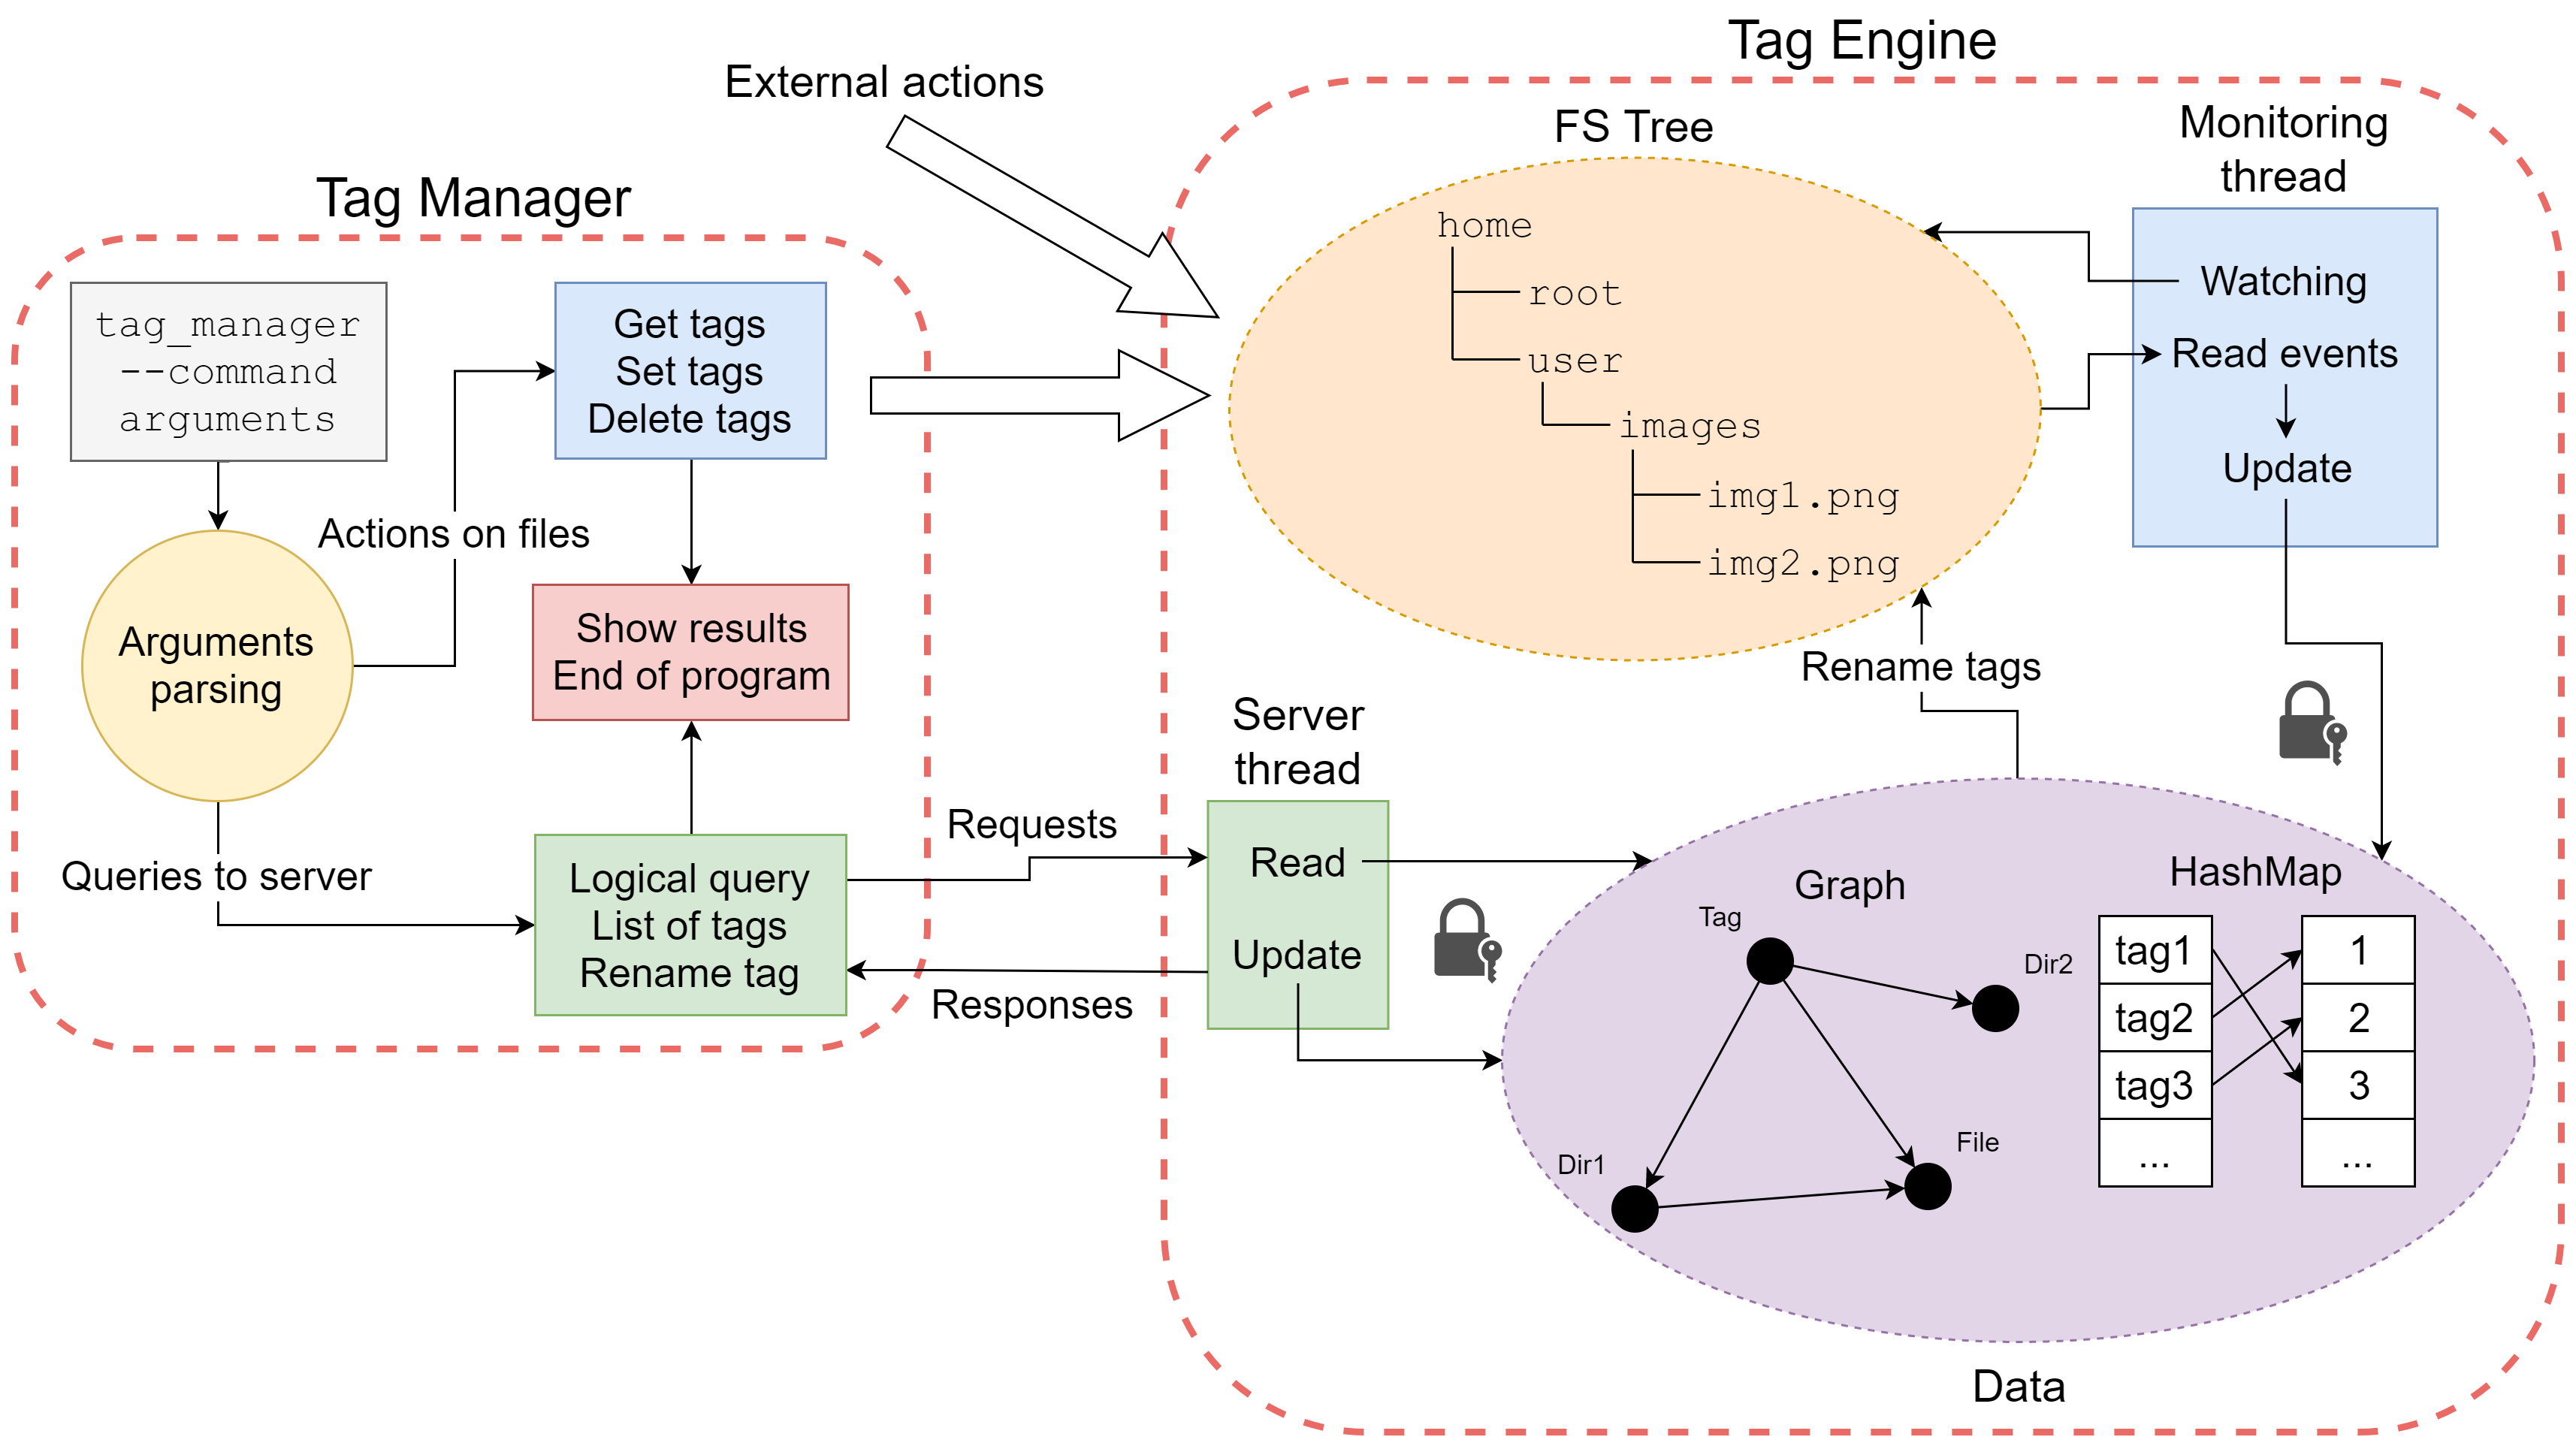 Tag Engine
External actions
FS Tree
Monitoring
thread
Tag Manager
tag_manager
--command
arguments
Get tags
Set tags
Delete tags
Actions on files
Arguments
parsing
Show results
End of program
Queries to server
Logical query
List of tags
Rename tag
Requests
Responses
home
root
user
images
img1.png
img2.png
Watching
Read events
Update
Rename tags
Server
thread
Read
Update
Graph
Tag
Dir2
Dir1
File
HashMap
tag1
tag2
tag3
...
1
2
3
...
Data